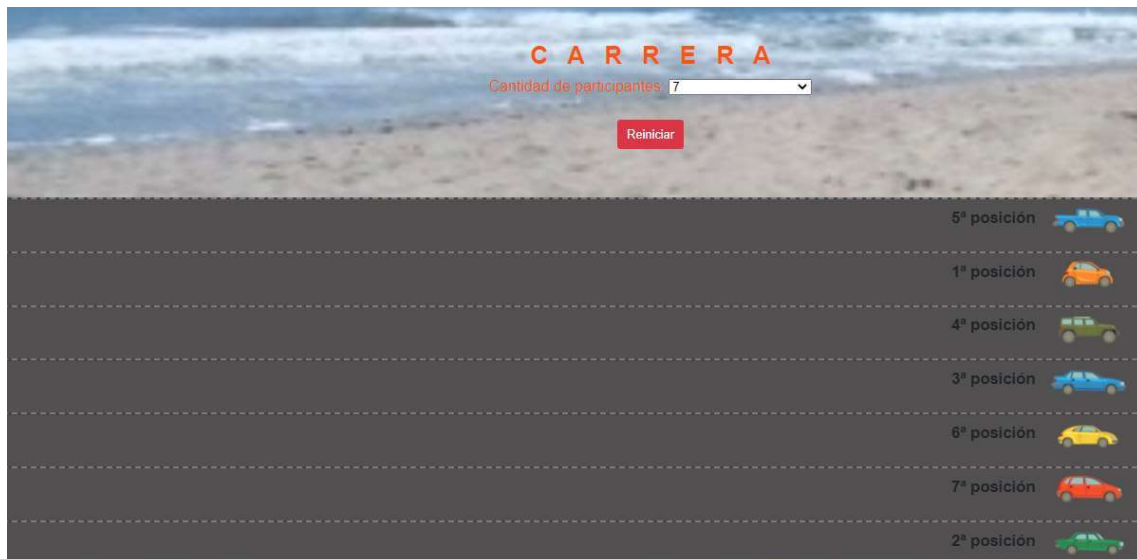 C A R R E R A
Cantidad de participantes 7
Reiniciar
5ª posición
1ª posición
4ª posición
3ª posición
6ª posición
7ª posición
2ª posición